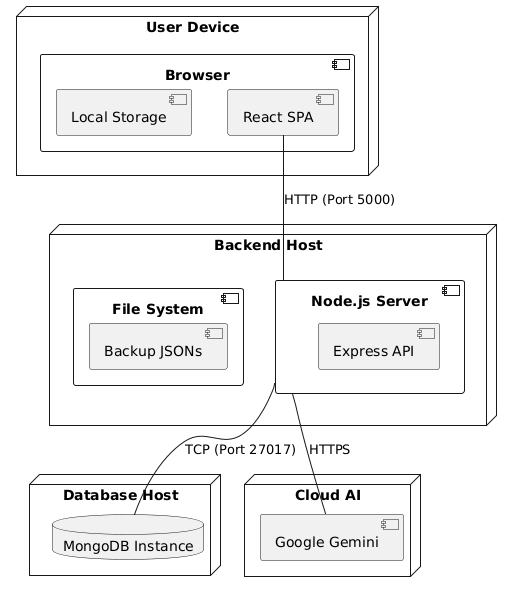 User Device
Browser
Local Storage
React SPA
HTTP (Port 5000)
Backend Host
File System
Node.js Server
Backup JSONs
Express API
TCP (Port 27017)
HTTPS
Database Host
Cloud AI
MongoDB Instance
Google Gemini